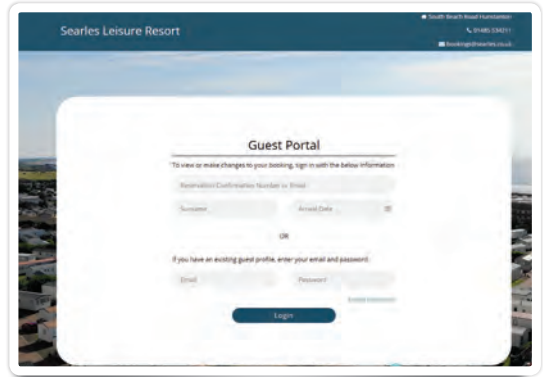 Searles Leisure Resort
South Beach Road Hunstanton
01485 534211
bookings@searles.co.uk
Guest Portal
To view or make changes to your booking, sign in with the below information
Reservation Confirmation Number or Email
Surname
Arrival Date
OR
If you have an existing guest profile, enter your email and password
Email
Password
Login